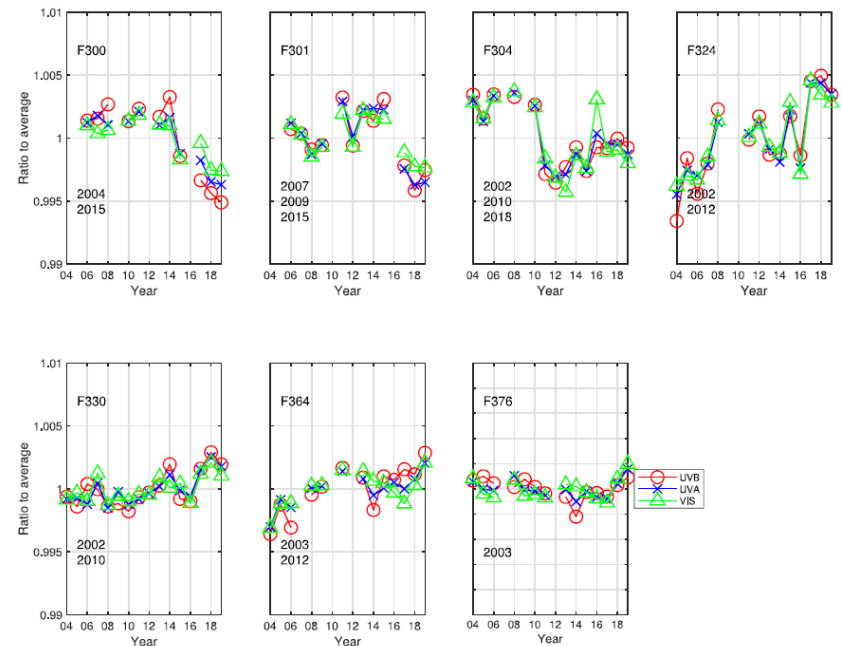 1.01
1.005
1
0.995
0.99
Ratio to average
F300
2004
2015
04 06 08 10 12 14 16 18
Year
F301
2007
2009
2015
04 06 08 10 12 14 16 18
Year
F304
2002
2010
2018
04 06 08 10 12 14 16 18
Year
F324
2002
2012
04 06 08 10 12 14 16 18
Year
1.01
1.005
1
0.995
0.99
Ratio to average
F330
2002
2010
04 06 08 10 12 14 16 18
Year
F364
2003
2012
04 06 08 10 12 14 16 18
Year
F376
2003
04 06 08 10 12 14 16 18
Year
UVB
UVA
VIS